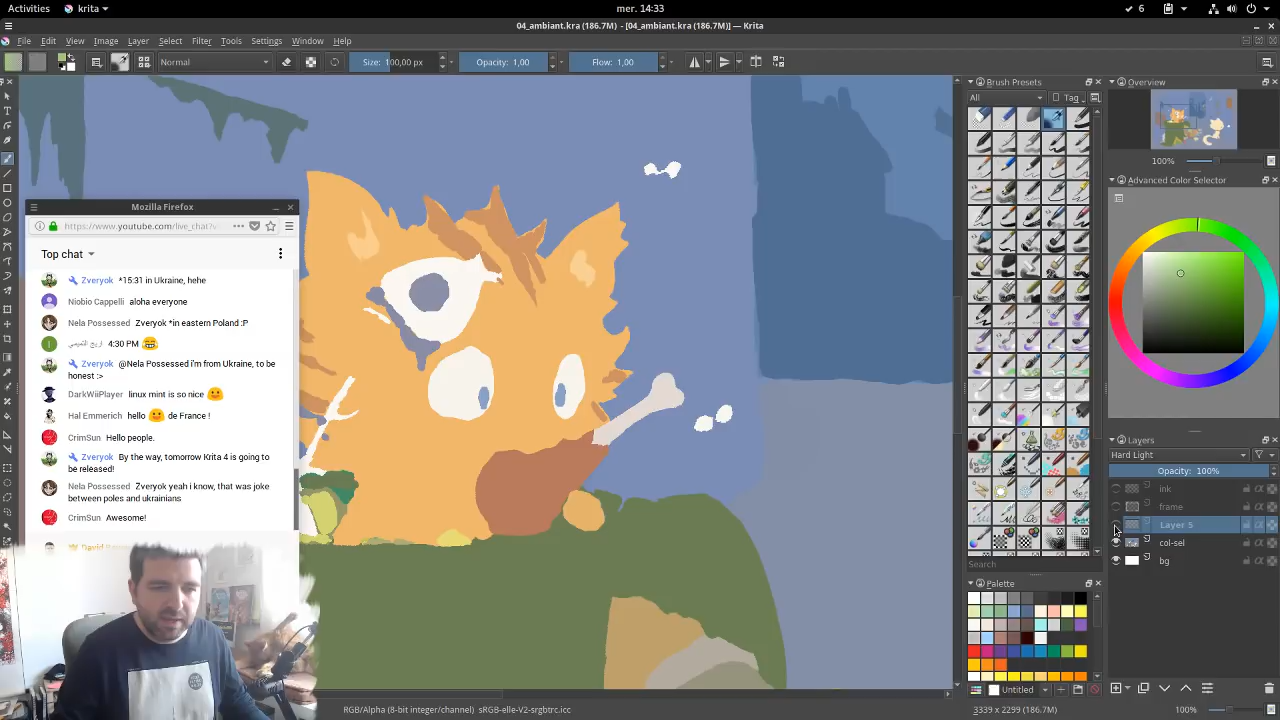 Activities krita mer. 14:33 6
04_ambiant.kra (186.7M) - [04_ambiant.kra (186.7M)] — Krita
File Edit View Image Layer Select Filter Tools Settings Window Help
Normal Size: 100,00 px Opacity: 1,00 Flow: 1,00
Mozilla Firefox
https://www.youtube.com/live_chat?v
Top chat
Zveryok *15:31 in Ukraine, hehe
Niobio Cappelli aloha everyone
Nela Possessed Zveryok *in eastern Poland :P
4:30 PM
Zveryok @Nela Possessed i'm from Ukraine, to be
honest :>
DarkWiiPlayer linux mint is so nice
Hal Emmerich hello de France !
CrimSun Hello people.
Zveryok By the way, tomorrow Krita 4 is going to
be released!
Nela Possessed Zveryok yeah i know, that was joke
between poles and ukrainians
CrimSun Awesome!
Brush Presets
All Tag
Search
Palette
Untitled
Overview
100%
Advanced Color Selector
Layers
Hard Light
Opacity: 100%
ink
frame
Layer 5
col-sel
bg
RGB/Alpha (8-bit integer/channel) sRGB-elle-V2-srgbtrc.icc 3339 x 2299 (186.7M) 100%